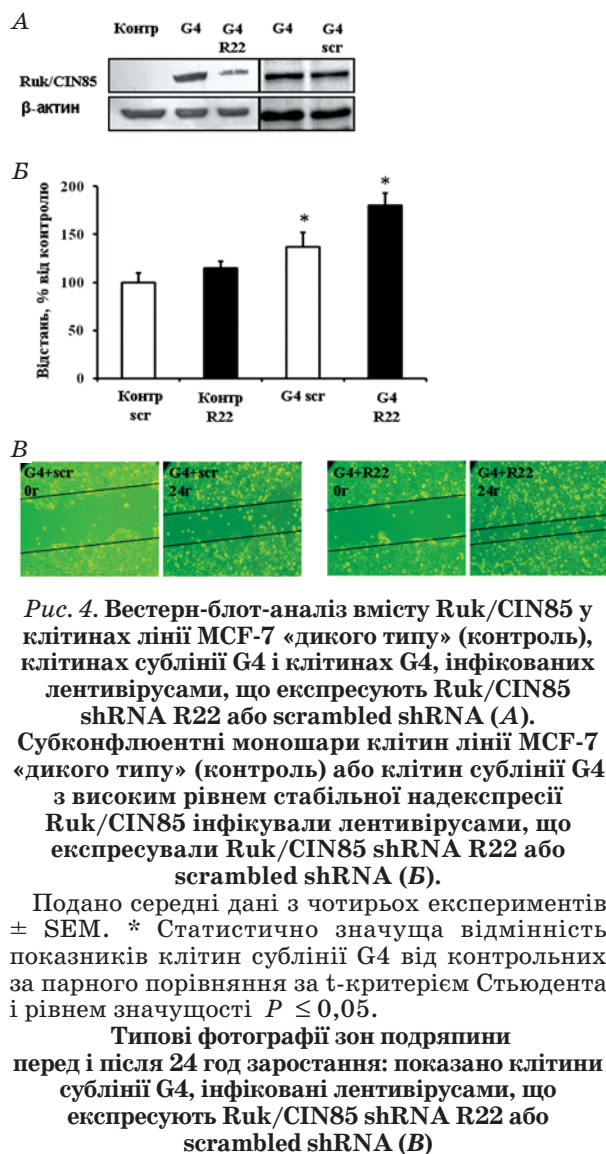 А
Контр G4 G4 G4 G4
R22 scr
Ruk/CIN85
β-актин
Б
Відстань, % від контролю
200
150
100
50
0
* *
Контр Контр G4 scr G4
scr R22 R22
В
G4+scr G4+scr G4+R22 G4+R22
0г 24г 0г 24г
Рис. 4. Вестерн-блот-аналіз вмісту Ruk/CIN85 у
клітинах лінії MCF-7 «дикого типу» (контроль),
клітинах сублінії G4 і клітинах G4, інфікованих
лентивірусами, що експресують Ruk/CIN85
shRNA R22 або scrambled shRNA (А).
Субконфлюентні моношари клітин лінії MCF-7
«дикого типу» (контроль) або клітин сублінії G4
з високим рівнем стабільної надекспресії
Ruk/CIN85 інфікували лентивірусами, що
експресували Ruk/CIN85 shRNA R22 або
scrambled shRNA (Б).
Подано середні дані з чотирьох експериментів
± SEM. * Статистично значуща відмінність
показників клітин сублінії G4 від контрольних
за парного порівняння за t-критерієм Стьюдента
і рівнем значущості P ≤ 0,05.
Типові фотографії зон подряпини
перед і після 24 год заростання: показано клітини
сублінії G4, інфіковані лентивірусами, що
експресують Ruk/CIN85 shRNA R22 або
scrambled shRNA (В)